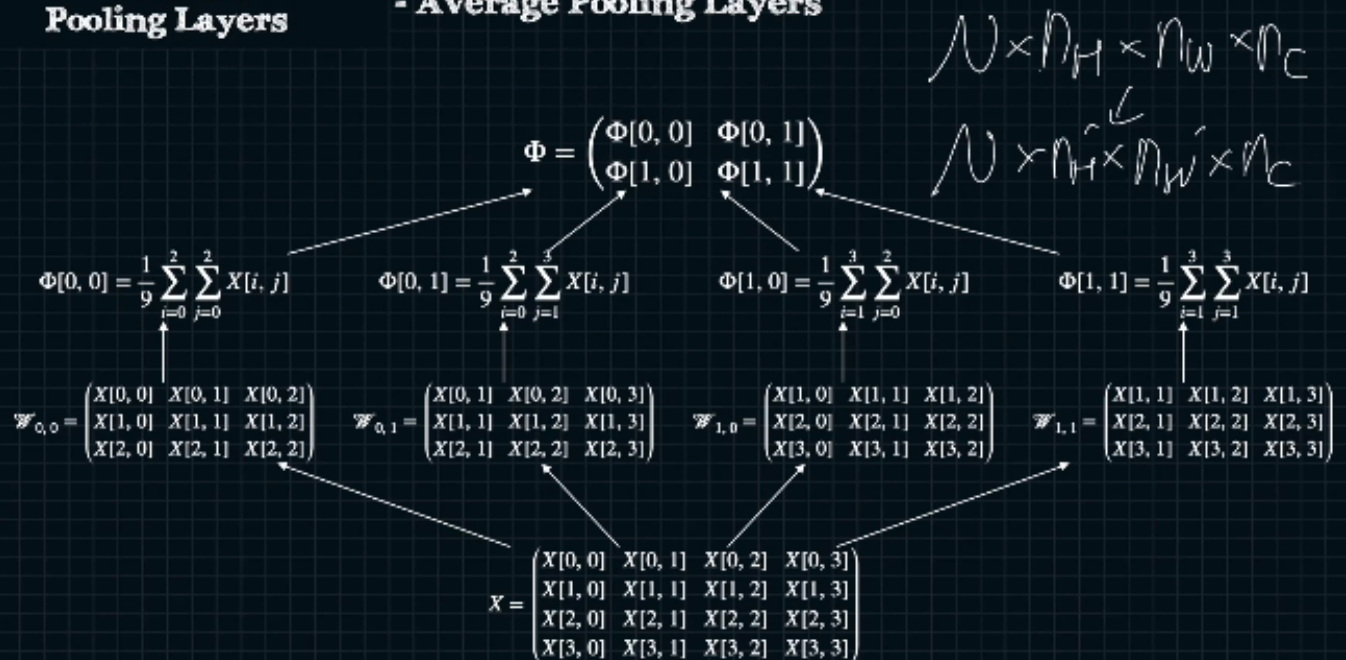 Pooling Layers
- Average Pooling Layers
N × n_H × n_W × n_C
↓
N × n_H' × n_W' × n_C
Φ = (Φ[0, 0] Φ[0, 1]
Φ[1, 0] Φ[1, 1])
Φ[0, 0] = 1/9 ∑_{i=0}^{2} ∑_{j=0}^{2} X[i, j]
Φ[0, 1] = 1/9 ∑_{i=0}^{2} ∑_{j=1}^{3} X[i, j]
Φ[1, 0] = 1/9 ∑_{i=1}^{3} ∑_{j=0}^{2} X[i, j]
Φ[1, 1] = 1/9 ∑_{i=1}^{3} ∑_{j=1}^{3} X[i, j]
𝒲_{0, 0} = (X[0, 0] X[0, 1] X[0, 2]
X[1, 0] X[1, 1] X[1, 2]
X[2, 0] X[2, 1] X[2, 2])
𝒲_{0, 1} = (X[0, 1] X[0, 2] X[0, 3]
X[1, 1] X[1, 2] X[1, 3]
X[2, 1] X[2, 2] X[2, 3])
𝒲_{1, 0} = (X[1, 0] X[1, 1] X[1, 2]
X[2, 0] X[2, 1] X[2, 2]
X[3, 0] X[3, 1] X[3, 2])
𝒲_{1, 1} = (X[1, 1] X[1, 2] X[1, 3]
X[2, 1] X[2, 2] X[2, 3]
X[3, 1] X[3, 2] X[3, 3])
X = (X[0, 0] X[0, 1] X[0, 2] X[0, 3]
X[1, 0] X[1, 1] X[1, 2] X[1, 3]
X[2, 0] X[2, 1] X[2, 2] X[2, 3]
X[3, 0] X[3, 1] X[3, 2] X[3, 3])